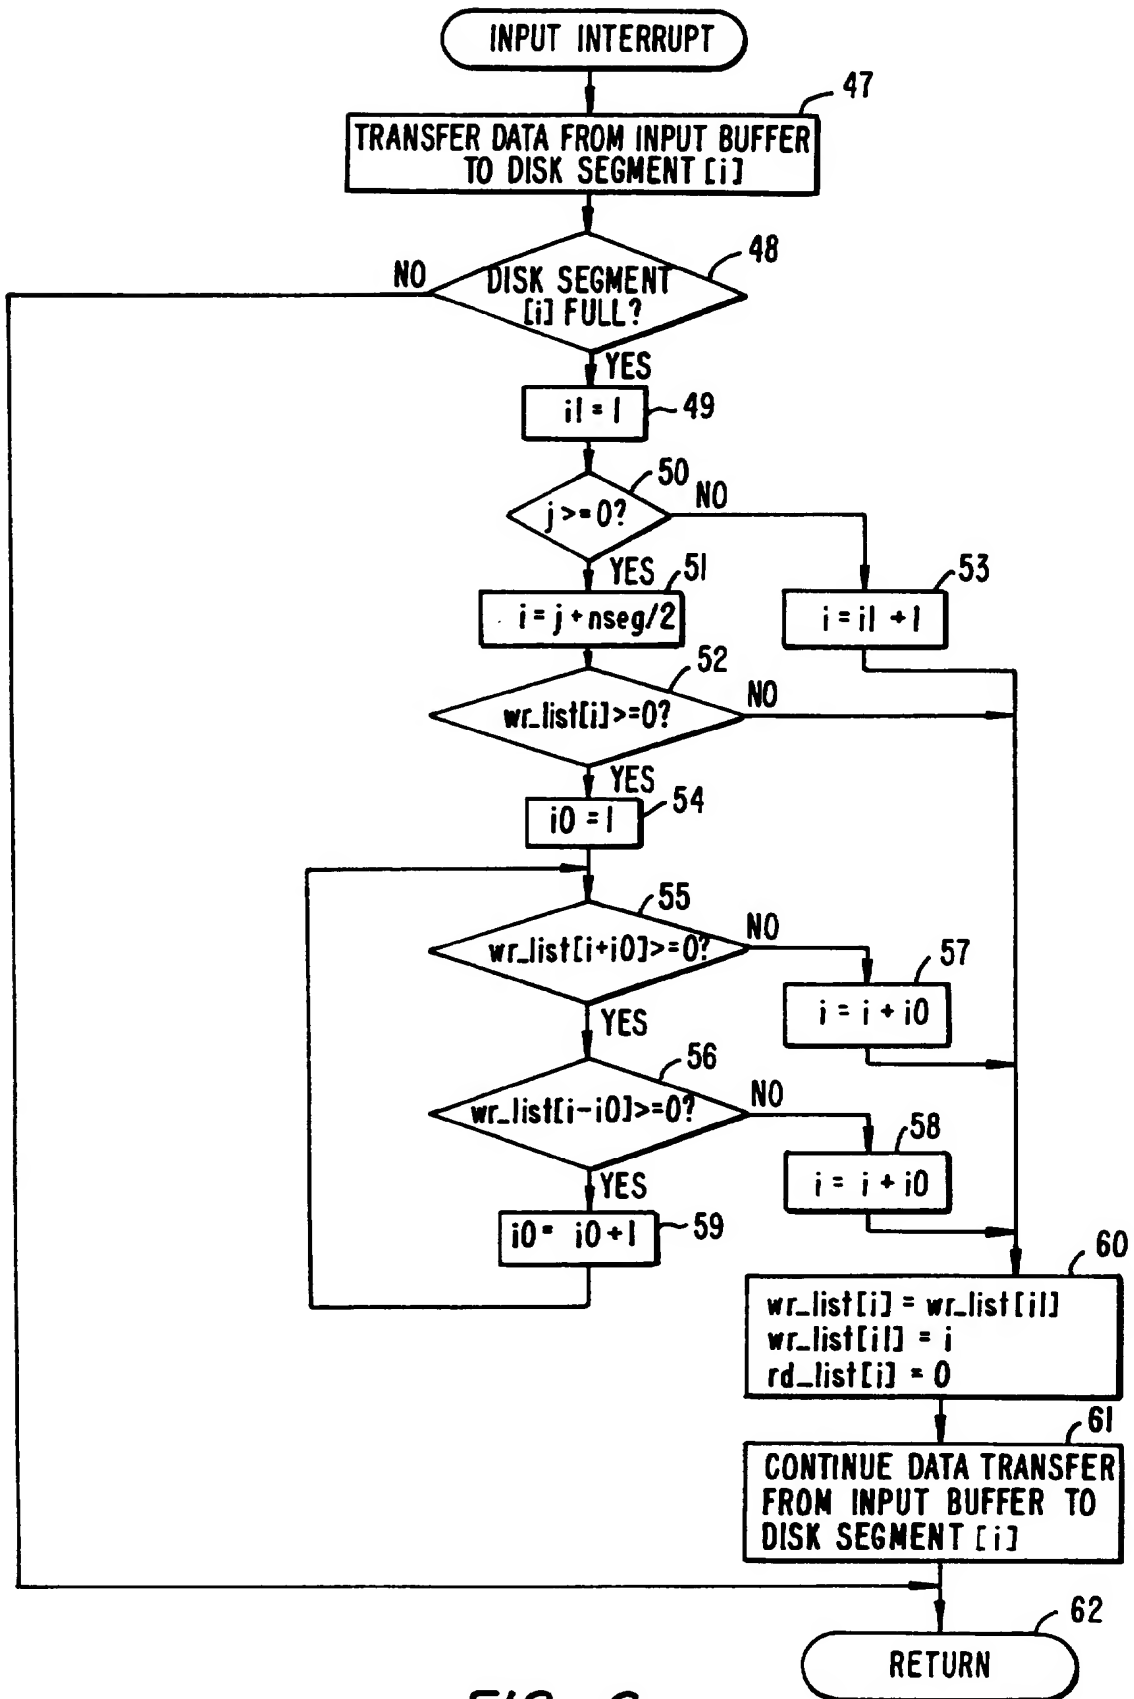 INPUT INTERRUPT
47
TRANSFER DATA FROM INPUT BUFFER
TO DISK SEGMENT [i]
48
NO
DISK SEGMENT
[i] FULL?
YES
i1 = 1
49
50
NO
j >= 0?
YES
51
53
i = j + nseg/2
i = i1 + 1
52
NO
wr_list[i]>=0?
YES
54
i0 = 1
55
NO
wr_list[i+i0]>=0?
57
i = i + i0
YES
56
NO
wr_list[i-i0]>=0?
58
i = i + i0
YES
i0 = i0 + 1
59
60
wr_list[i] = wr_list[i1]
wr_list[i1] = i
rd_list[i] = 0
61
CONTINUE DATA TRANSFER
FROM INPUT BUFFER TO
DISK SEGMENT [i]
62
RETURN
FIG.